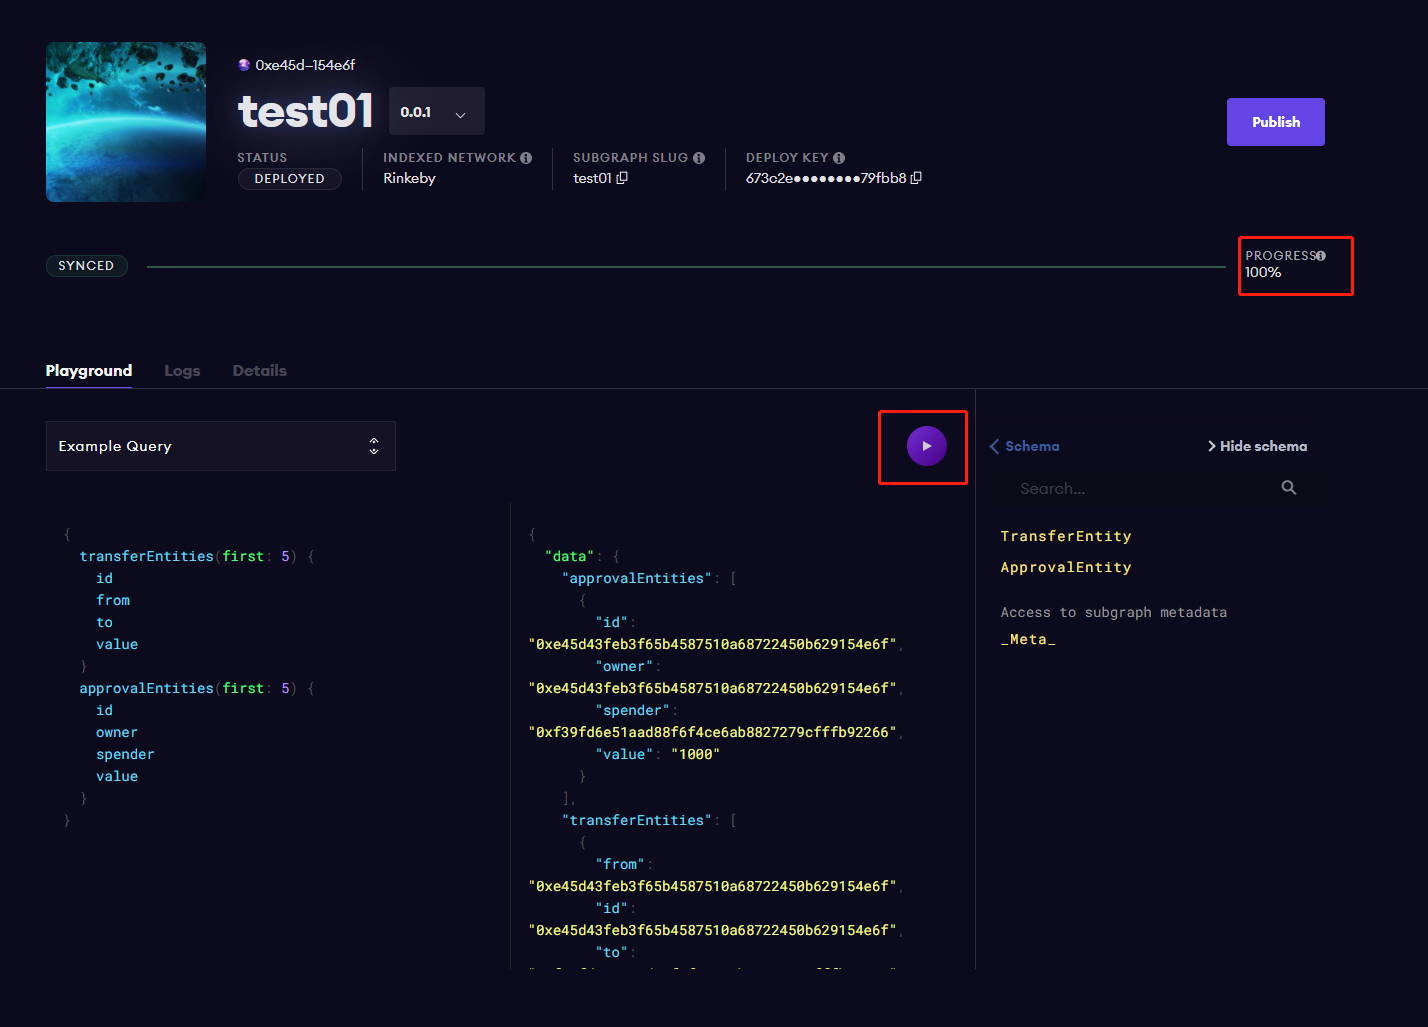 0xe45d–154e6f
test01
0.0.1
Publish
STATUS
DEPLOYED
INDEXED NETWORK
Rinkeby
SUBGRAPH SLUG
test01
DEPLOY KEY
673c2e●●●●●●●●79fbb8
SYNCED
PROGRESS
100%
Playground
Logs
Details
Example Query
{
transferEntities(first: 5) {
id
from
to
value
}
approvalEntities(first: 5) {
id
owner
spender
value
}
}
{
"data": {
"approvalEntities": [
{
"id":
"0xe45d43feb3f65b4587510a68722450b629154e6f",
"owner":
"0xe45d43feb3f65b4587510a68722450b629154e6f",
"spender":
"0xf39fd6e51aad88f6f4ce6ab8827279cfffb92266",
"value": "1000"
}
],
"transferEntities": [
{
"from":
"0xe45d43feb3f65b4587510a68722450b629154e6f",
"id":
"0xe45d43feb3f65b4587510a68722450b629154e6f",
"to":
Schema
Hide schema
Search...
TransferEntity
ApprovalEntity
Access to subgraph metadata
_Meta_